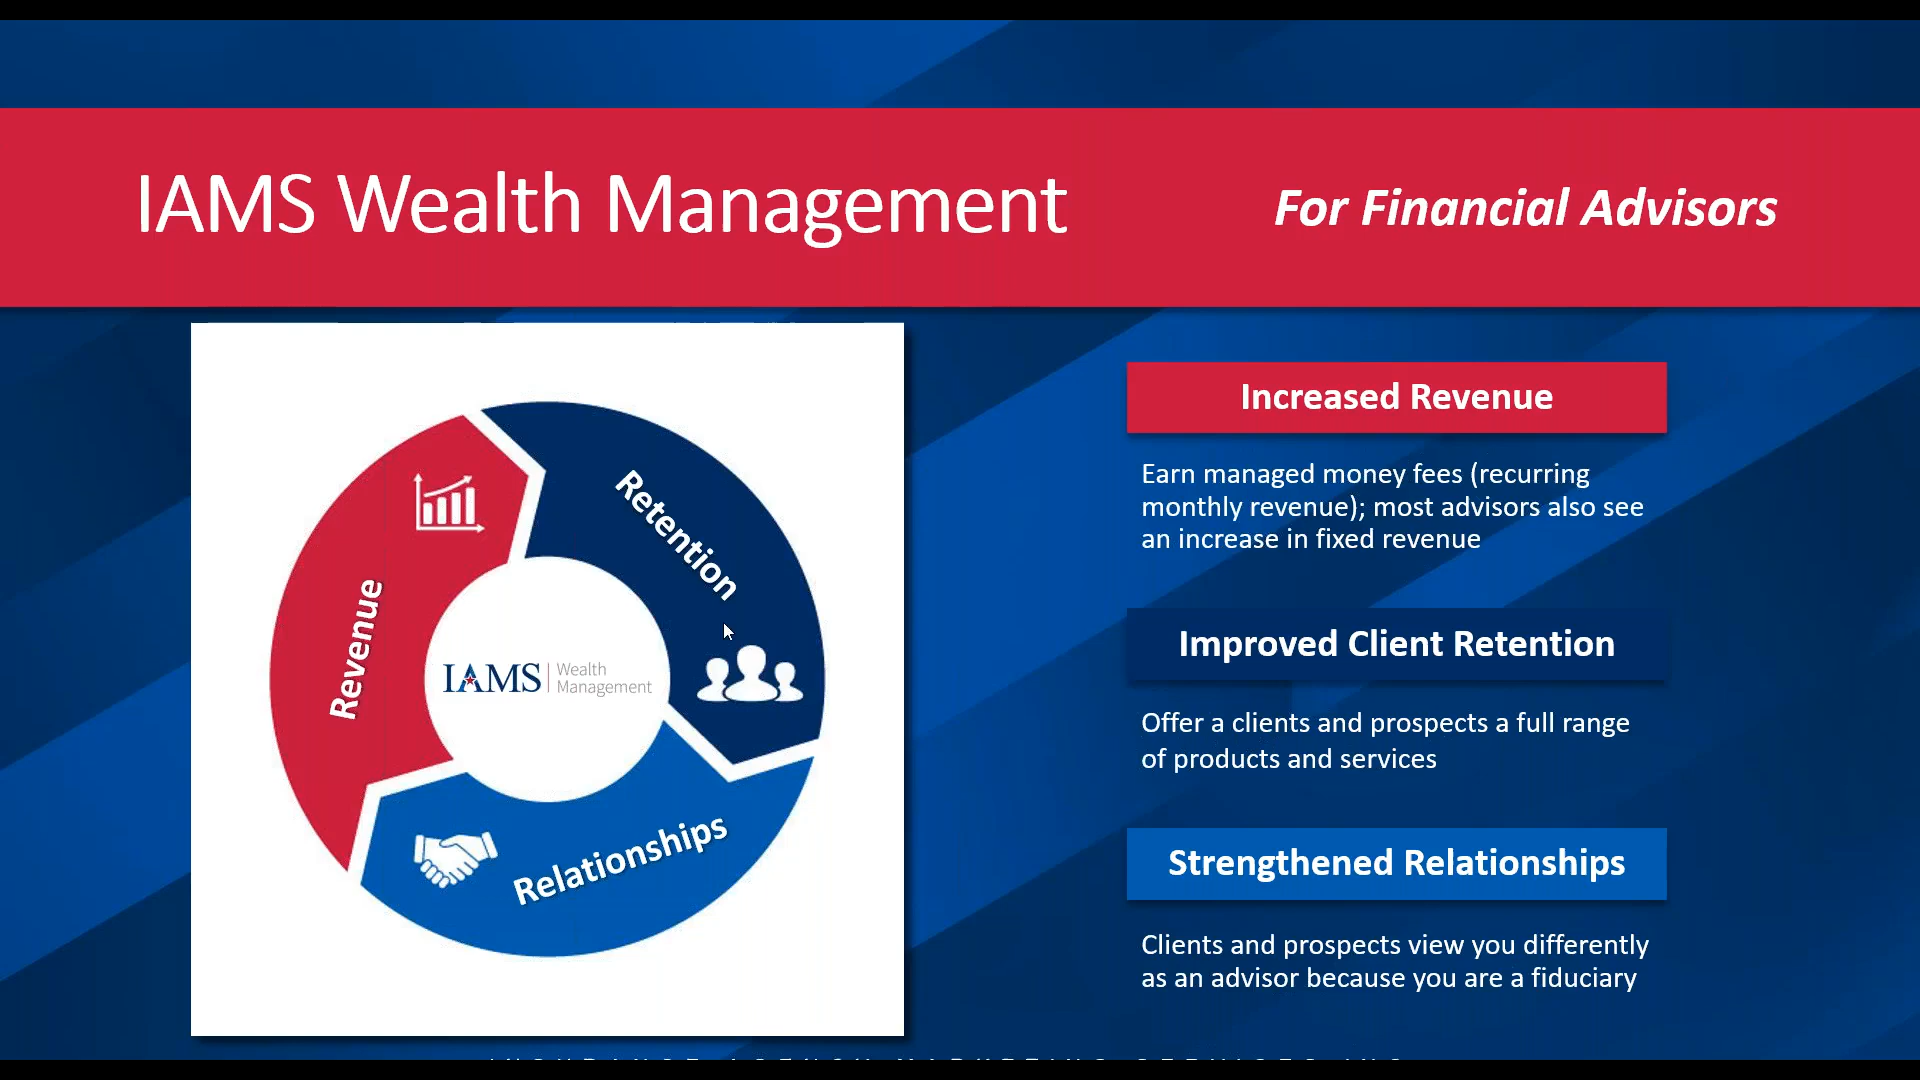 IAMS Wealth Management
For Financial Advisors
Retention
Revenue
IAMS | Wealth
Management
Relationships
Increased Revenue
Earn managed money fees (recurring
monthly revenue); most advisors also see
an increase in fixed revenue
Improved Client Retention
Offer a clients and prospects a full range
of products and services
Strengthened Relationships
Clients and prospects view you differently
as an advisor because you are a fiduciary